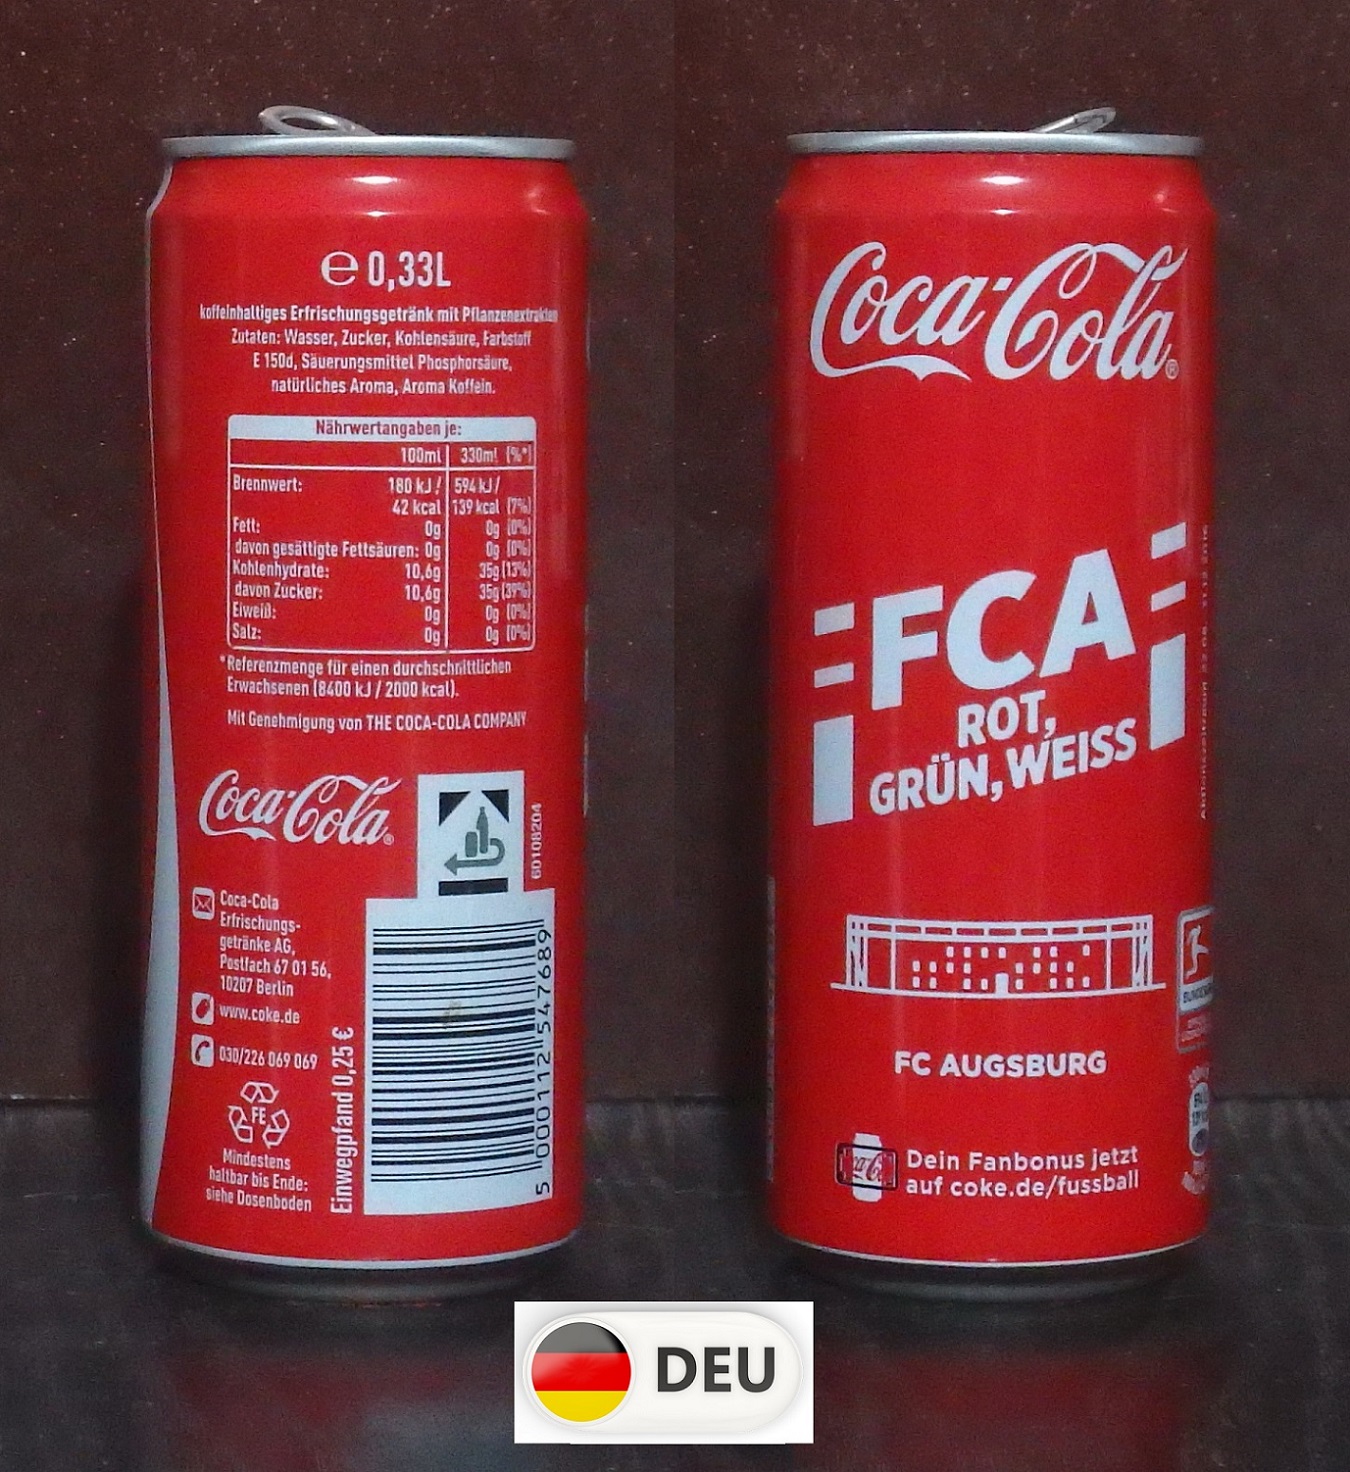 ℮ 0,33L
koffeinhaltiges Erfrischungsgetränk mit Pflanzenextrakten
Zutaten: Wasser, Zucker, Kohlensäure, Farbstoff
E 150d, Säuerungsmittel Phosphorsäure,
natürliches Aroma, Aroma Koffein.
Nährwertangaben je:
100ml 330ml (%*)
Brennwert: 180 kJ / 594 kJ /
42 kcal 139 kcal (7%)
Fett: 0g 0g (0%)
davon gesättigte Fettsäuren: 0g 0g (0%)
Kohlenhydrate: 10,6g 35g (13%)
davon Zucker: 10,6g 35g (39%)
Eiweiß: 0g 0g (0%)
Salz: 0g 0g (0%)
*Referenzmenge für einen durchschnittlichen
Erwachsenen (8400 kJ / 2000 kcal).
Mit Genehmigung von THE COCA-COLA COMPANY
Coca-Cola®
60108204
Coca-Cola
Erfrischungs-
getränke AG,
Postfach 67 01 56,
10207 Berlin
www.coke.de
030/226 069 069
FE
Mindestens
haltbar bis Ende:
siehe Dosenboden
Einwegpfand 0,25 €
5 000112 547689
Coca-Cola®
FCA
ROT,
GRÜN, WEISS
FC AUGSBURG
Dein Fanbonus jetzt
auf coke.de/fussball
DEU